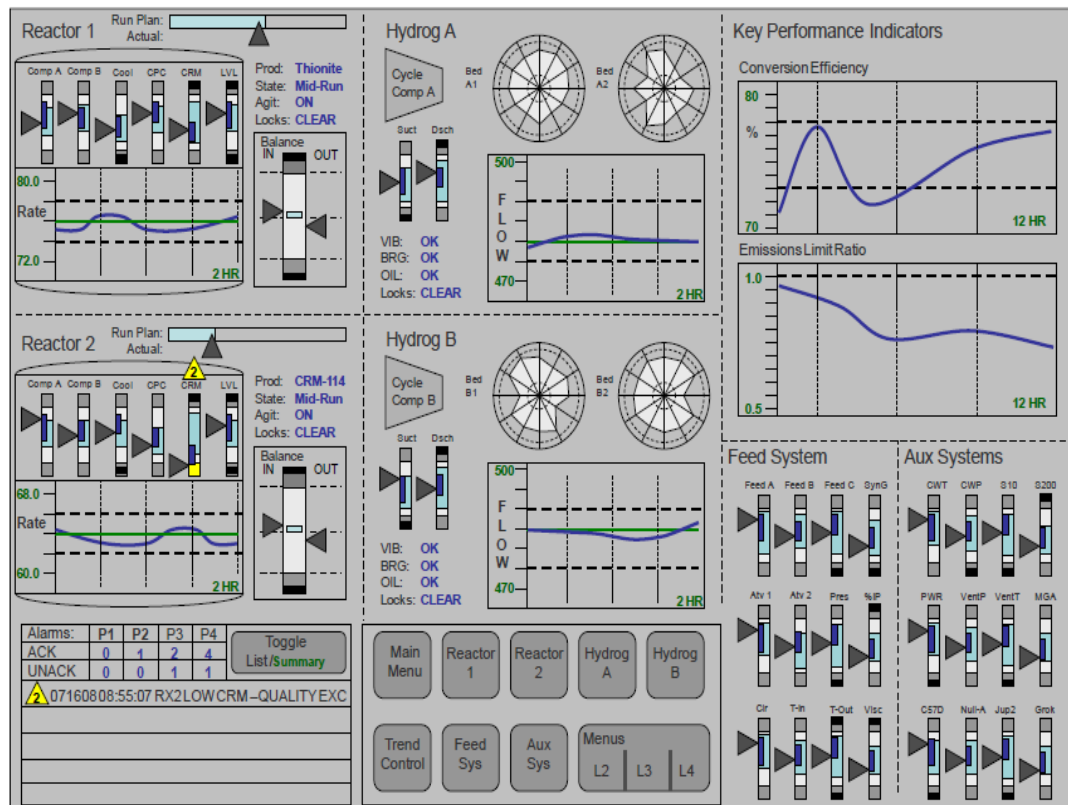 Reactor 1
Run Plan:
Actual:
Comp A Comp B Cool CPC CRM LVL
Prod: Thionite
State: Mid-Run
Agit: ON
Locks: CLEAR
Balance
IN OUT
80.0
Rate
72.0
2 HR
Hydrog A
Cycle
Comp A
Bed
A1
Bed
A2
Suct Dsch
VIB: OK
BRG: OK
OIL: OK
Locks: CLEAR
500
F
L
O
W
470
2 HR
Key Performance Indicators
Conversion Efficiency
80
%
70
12 HR
Emissions Limit Ratio
1.0
0.5
12 HR
Reactor 2
Run Plan:
Actual:
2
Comp A Comp B Cool CPC CRM LVL
Prod: CRM-114
State: Mid-Run
Agit: ON
Locks: CLEAR
Balance
IN OUT
68.0
Rate
60.0
2 HR
Hydrog B
Cycle
Comp B
Bed
B1
Bed
B2
Suct Dsch
VIB: OK
BRG: OK
OIL: OK
Locks: CLEAR
500
F
L
O
W
470
2 HR
Feed System
Feed A Feed B Feed C SynG
Atv 1 Atv 2 Pres %IP
Clr T-In T-Out Visc
Aux Systems
CWT CWP S10 S200
PWR VentP VentT MGA
C57D Null-A Jup2 Grok
Alarms: P1 P2 P3 P4
ACK 0 1 2 4
UNACK 0 0 1 1
Toggle
List/Summary
2 071608 08:55:07 RX2 LOW CRM – QUALITY EXC
Main
Menu
Reactor
1
Reactor
2
Hydrog
A
Hydrog
B
Trend
Control
Feed
Sys
Aux
Sys
Menus
L2 L3 L4